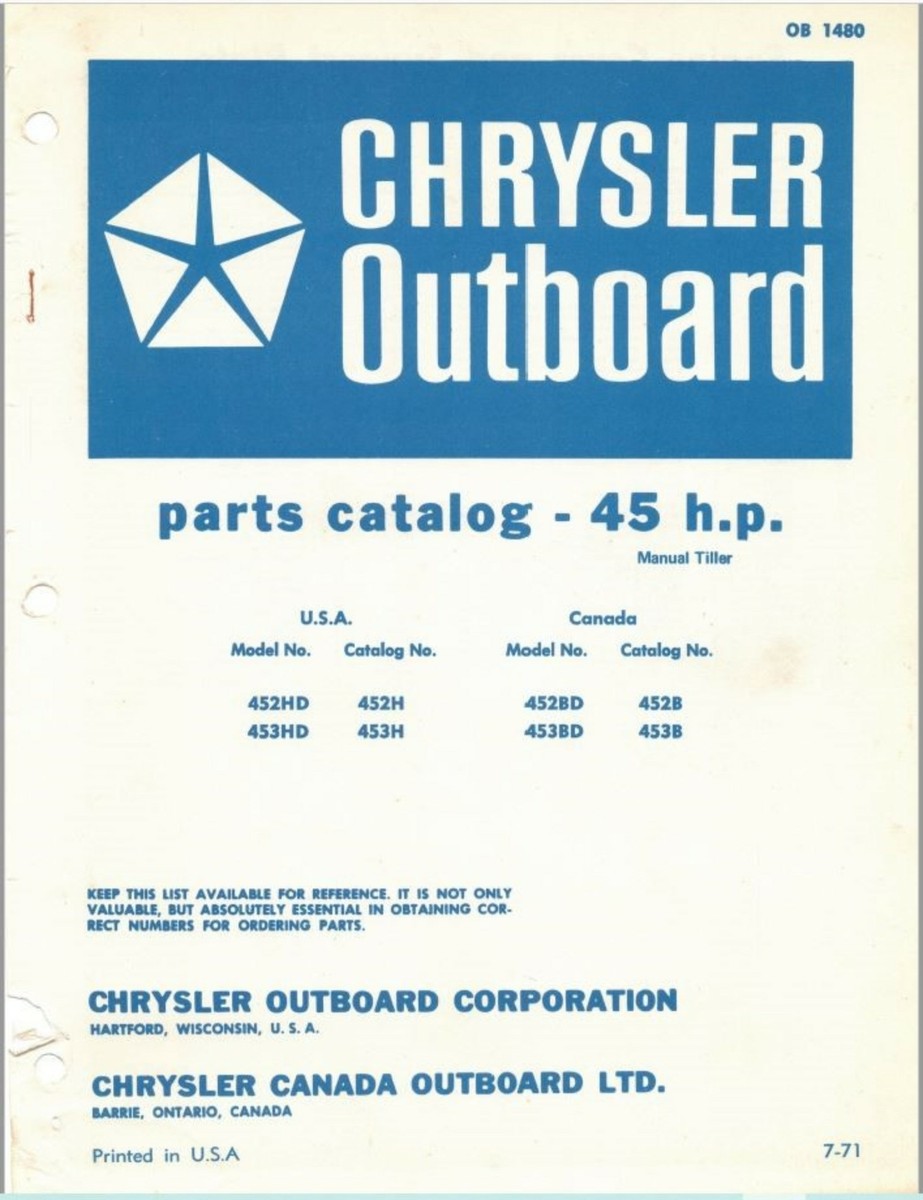 OB 1480
CHRYSLER
Outboard
parts catalog - 45 h.p.
Manual Tiller
U.S.A. Canada
Model No. Catalog No. Model No. Catalog No.
452HD 452H 452BD 452B
453HD 453H 453BD 453B
KEEP THIS LIST AVAILABLE FOR REFERENCE. IT IS NOT ONLY
VALUABLE, BUT ABSOLUTELY ESSENTIAL IN OBTAINING COR-
RECT NUMBERS FOR ORDERING PARTS.
CHRYSLER OUTBOARD CORPORATION
HARTFORD, WISCONSIN, U. S. A.
CHRYSLER CANADA OUTBOARD LTD.
BARRIE, ONTARIO, CANADA
Printed in U.S.A 7-71